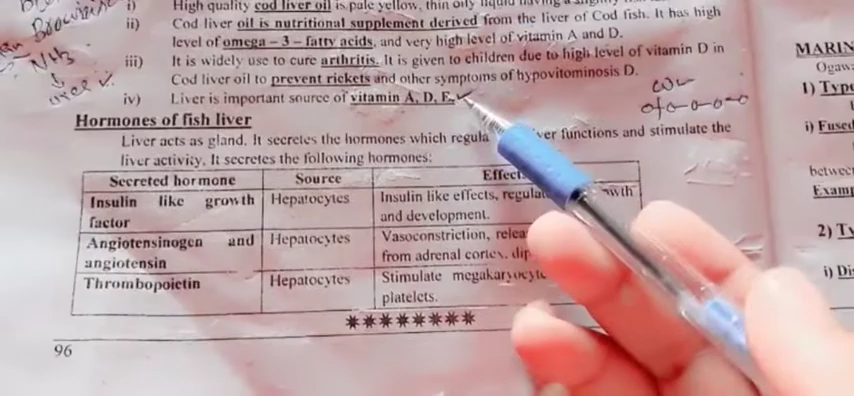 i) High quality cod liver oil is pale yellow, thin oily liquid having a
ii) Cod liver oil is nutritional supplement derived from the liver of Cod fish. It has high
level of omega – 3 – fatty acids, and very high level of vitamin A and D.
iii) It is widely use to cure arthritis. It is given to children due to high level of vitamin D in
Cod liver oil to prevent rickets and other symptoms of hypovitominosis D.
iv) Liver is important source of vitamin A, D, E.
Hormones of fish liver
Liver acts as gland. It secretes the hormones which regula ver functions and stimulate the
liver activity. It secretes the following hormones:
Secreted hormone Source Effect
Insulin like growth factor Hepatocytes Insulin like effects, regula wth
and development.
Angiotensinogen and angiotensin Hepatocytes Vasoconstriction, relea
from adrenal cortex, dip
Thrombopoietin Hepatocytes Stimulate megakaryocyte
platelets.
********
96
NH3
MARIN
Ogawa
1) Type
i) Fused
betwee
Examp
2) Ty
i) Dis